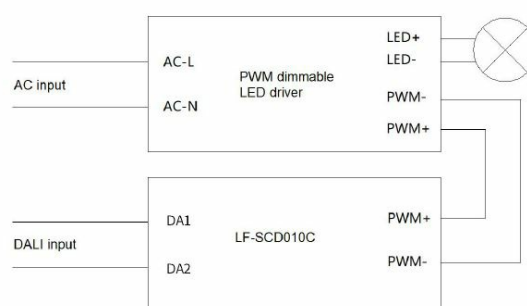 AC input
AC-L
AC-N
PWM dimmable
LED driver
LED+
LED-
PWM-
PWM+
DALI input
DA1
DA2
LF-SCD010C
PWM+
PWM-